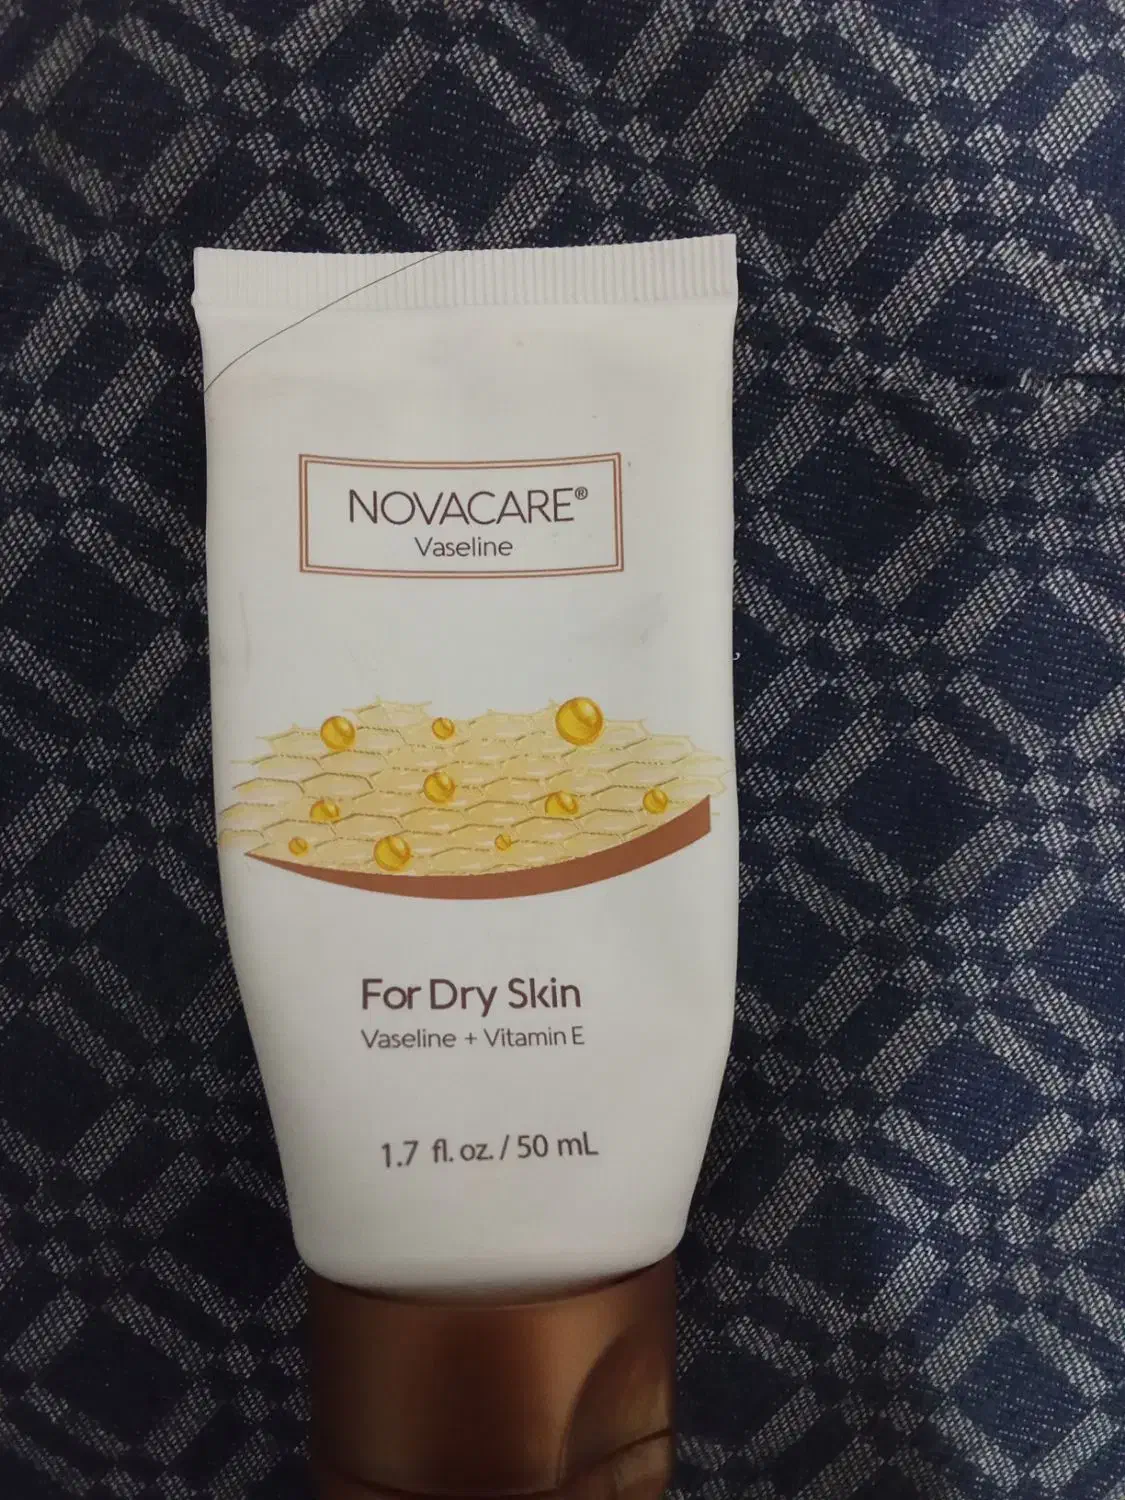 NOVACARE®
Vaseline
For Dry Skin
Vaseline + Vitamin E
1.7 fl. oz. / 50 mL